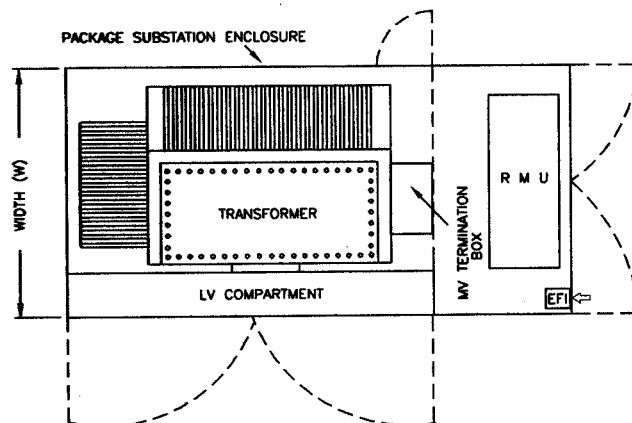 PACKAGE SUBSTATION ENCLOSURE
WIDTH (W)
TRANSFORMER
R M U
MV TERMINATION
BOX
LV COMPARTMENT
EFI